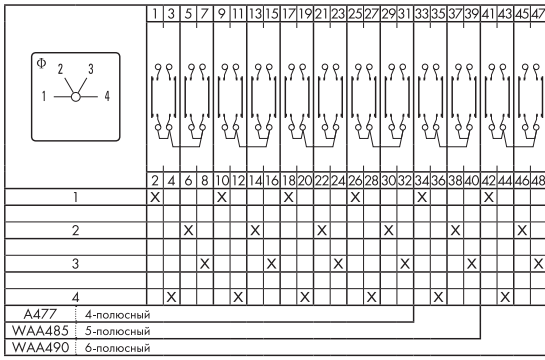 1 3 5 7 9 11 13 15 17 19 21 23 25 27 29 31 33 35 37 39 41 43 45 47
Ф
2 3
1 4
2 4 6 8 10 12 14 16 18 20 22 24 26 28 30 32 34 36 38 40 42 44 46 48
1 X X X X X X
2 X X X X X X
3 X X X X X X
4 X X X X X X
A477 4-полюсный
WAA485 5-полюсный
WAA490 6-полюсный